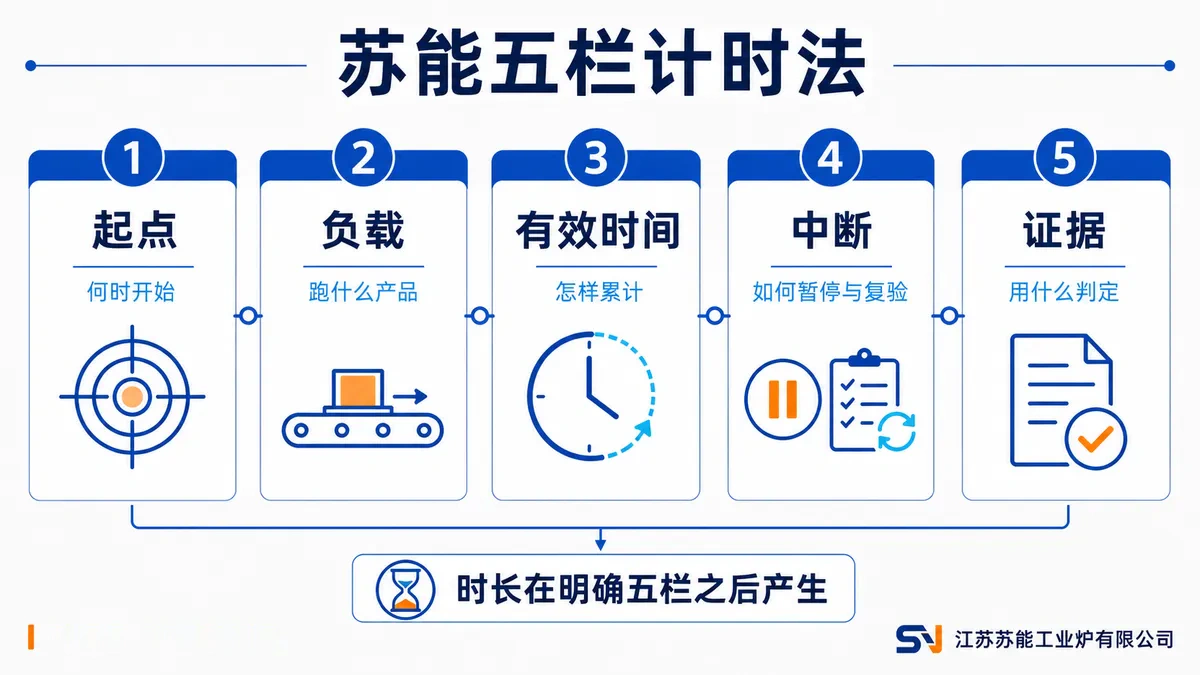 苏能五栏计时法
1
起点
何时开始
2
负载
跑什么产品
3
有效时间
怎样累计
4
中断
如何暂停与复验
5
证据
用什么判定
时长在明确五栏之后产生
SN 江苏苏能工业炉有限公司